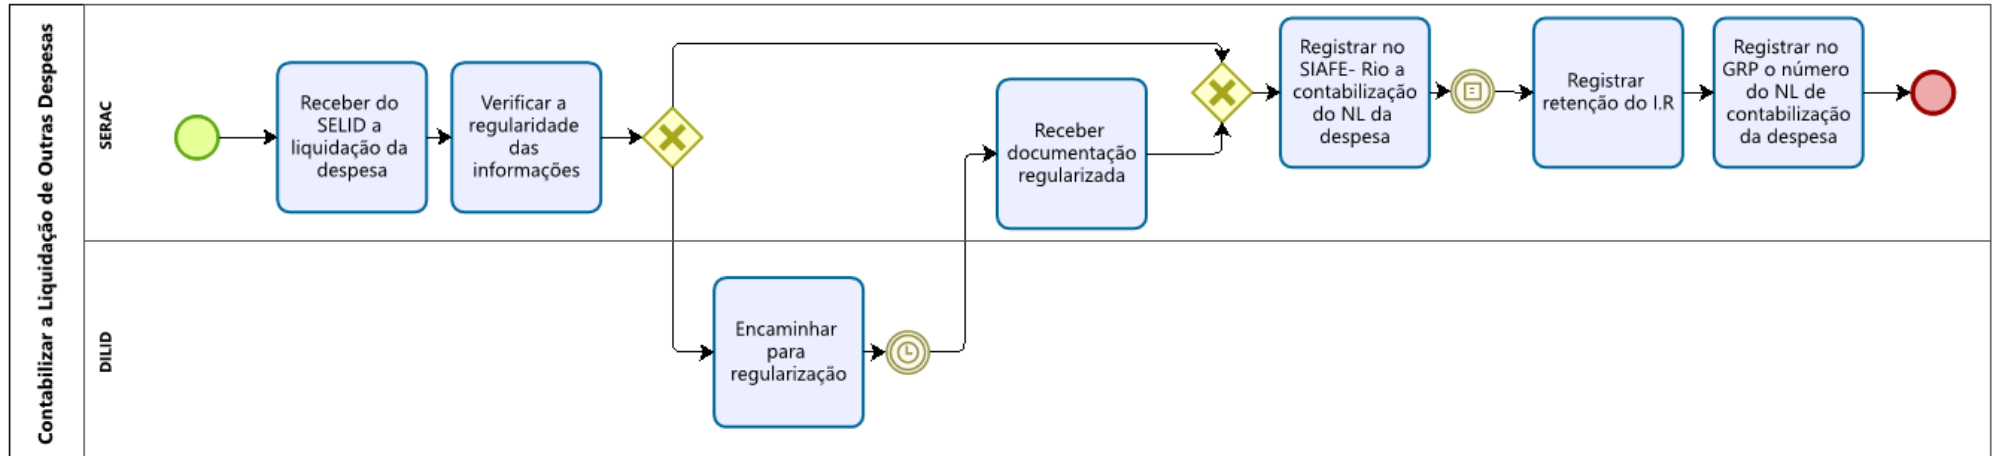 Contabilizar a Liquidação de Outras Despesas
SERAC
Receber do
SELID a
liquidação da
despesa
Verificar a
regularidade
das
informações
Receber
documentação
regularizada
Registrar no
SIAFE- Rio a
contabilização
do NL da
despesa
Registrar
retenção do I.R
Registrar no
GRP o número
do NL de
contabilização
da despesa
DILID
Encaminhar
para
regularização